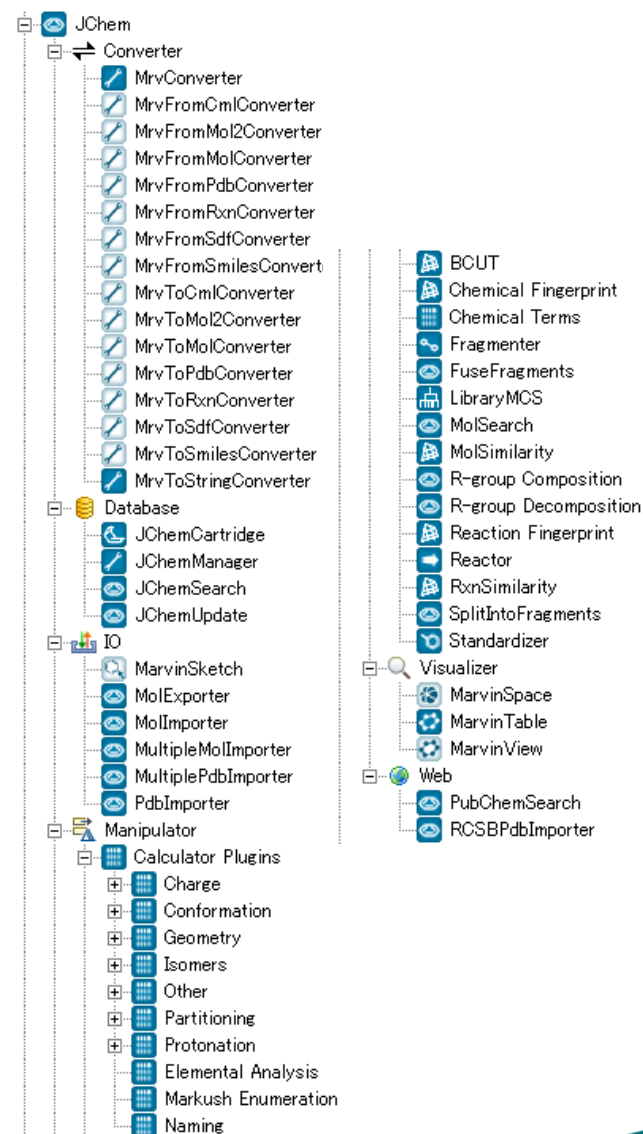 JChem
Converter
MrvConverter
MrvFromCmlConverter
MrvFromMol2Converter
MrvFromMolConverter
MrvFromPdbConverter
MrvFromRxnConverter
MrvFromSdfConverter
MrvFromSmilesConvert
MrvToCmlConverter
MrvToMol2Converter
MrvToMolConverter
MrvToPdbConverter
MrvToRxnConverter
MrvToSdfConverter
MrvToSmilesConverter
MrvToStringConverter
Database
JChemCartridge
JChemManager
JChemSearch
JChemUpdate
IO
MarvinSketch
MolExporter
MolImporter
MultipleMolImporter
MultiplePdbImporter
PdbImporter
Manipulator
Calculator Plugins
Charge
Conformation
Geometry
Isomers
Other
Partitioning
Protonation
Elemental Analysis
Markush Enumeration
Naming
BCUT
Chemical Fingerprint
Chemical Terms
Fragmenter
FuseFragments
LibraryMCS
MolSearch
MolSimilarity
R-group Composition
R-group Decomposition
Reaction Fingerprint
Reactor
RxnSimilarity
SplitIntoFragments
Standardizer
Visualizer
MarvinSpace
MarvinTable
MarvinView
Web
PubChemSearch
RCSBPdbImporter